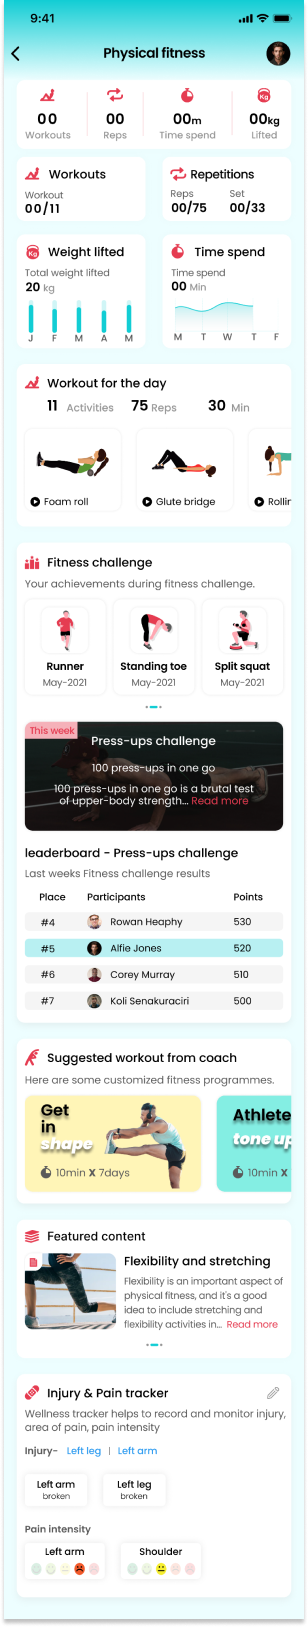 9:41
Physical fitness
00 00 00m 00kg
Workouts Reps Time spend Lifted
Workouts
Workout
00/11
Repetitions
Reps Set
00/75 00/33
Weight lifted
Total weight lifted
20 kg
J F M A M
Time spend
Time spend
00 Min
M T W T F
Workout for the day
11 Activities 75 Reps 30 Min
Foam roll Glute bridge Rollin
Fitness challenge
Your achievements during fitness challenge.
Runner Standing toe Split squat
May-2021 May-2021 May-2021
This week
Press-ups challenge
100 press-ups in one go
100 press-ups in one go is a brutal test
of upper-body strength... Read more
leaderboard - Press-ups challenge
Last weeks Fitness challenge results
Place Participants Points
#4 Rowan Heaphy 530
#5 Alfie Jones 520
#6 Corey Murray 510
#7 Koli Senakuraciri 500
Suggested workout from coach
Here are some customized fitness programmes.
Get
in
shape
10min X 7days
Athlete
tone up
10min X
Featured content
Flexibility and stretching
Flexibility is an important aspect of
physical fitness, and it's a good
idea to include stretching and
flexibility activities in... Read more
Injury & Pain tracker
Wellness tracker helps to record and monitor injury,
area of pain, pain intensity
Injury- Left leg | Left arm
Left arm Left leg
broken broken
Pain intensity
Left arm Shoulder